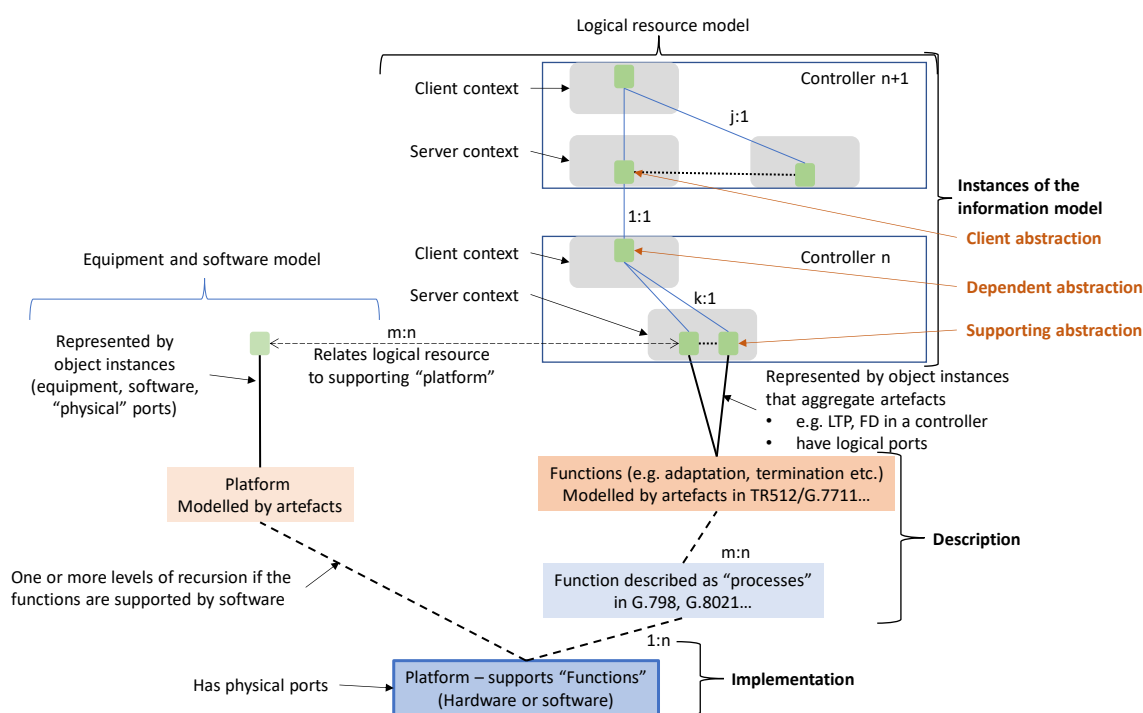 Logical resource model
Controller n+1
Client context
j:1
Server context
Instances of the
information model
1:1
Client abstraction
Equipment and software model
Client context
Controller n
Dependent abstraction
Server context
k:1
Represented by
object instances
(equipment, software,
“physical” ports)
m:n
Relates logical resource
to supporting “platform”
Supporting abstraction
Represented by object instances
that aggregate artefacts
• e.g. LTP, FD in a controller
• have logical ports
Platform
Modelled by artefacts
Functions (e.g. adaptation, termination etc.)
Modelled by artefacts in TR512/G.7711…
Description
m:n
One or more levels of recursion if the
functions are supported by software
Function described as “processes”
in G.798, G.8021…
1:n
Has physical ports
Platform – supports “Functions”
(Hardware or software)
Implementation